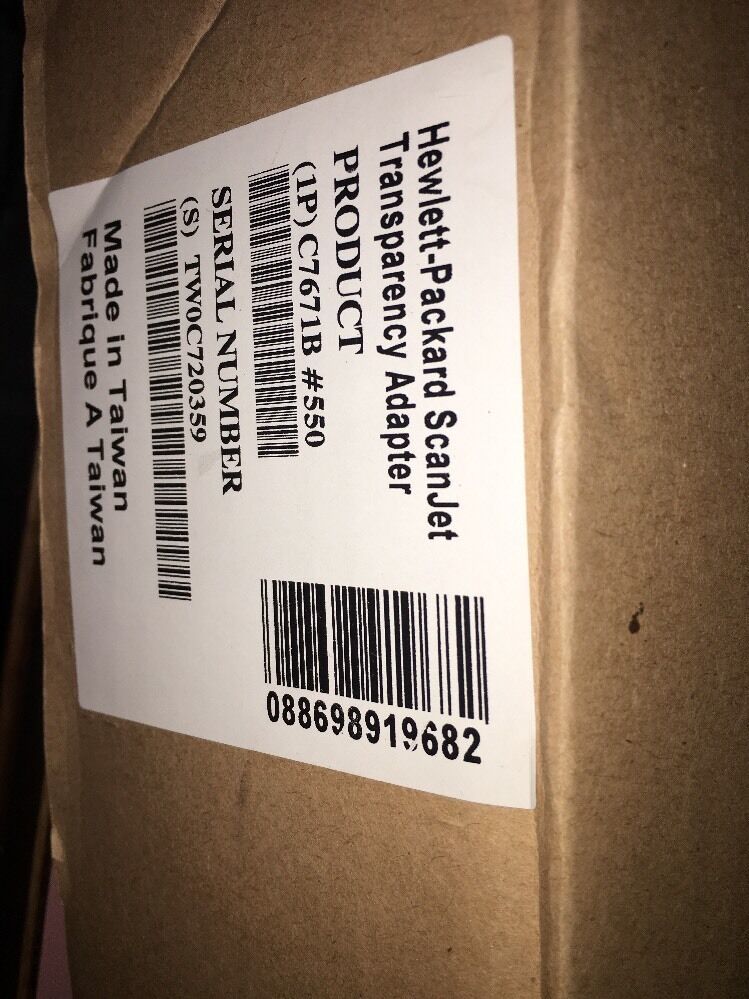 Hewlett-Packard ScanJet
Transparency Adapter
PRODUCT
(1P) C7671B #550
SERIAL NUMBER
(S) TW0C720359
Made in Taiwan
Fabrique A Taiwan
088698919682